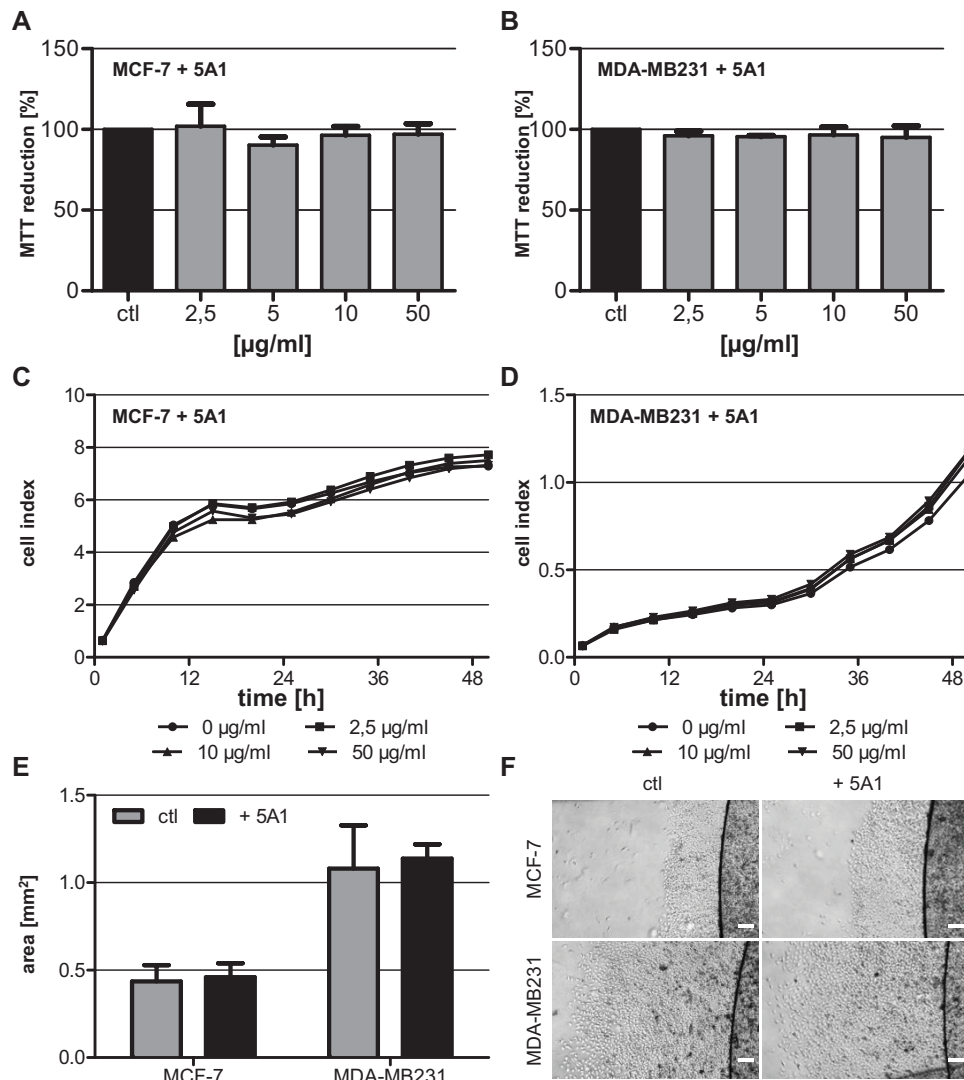 A
150
100
50
0
MTT reduction [%]
MCF-7 + 5A1
ctl 2,5 5 10 50
[µg/ml]
B
150
100
50
0
MTT reduction [%]
MDA-MB231 + 5A1
ctl 2,5 5 10 50
[µg/ml]
C
10
8
6
4
2
0
cell index
MCF-7 + 5A1
0 12 24 36 48
time [h]
0 µg/ml 2,5 µg/ml
10 µg/ml 50 µg/ml
D
1.5
1.0
0.5
0.0
cell index
MDA-MB231 + 5A1
0 12 24 36 48
time [h]
0 µg/ml 2,5 µg/ml
10 µg/ml 50 µg/ml
E
1.5
1.0
0.5
0.0
area [mm²]
ctl + 5A1
MCF-7 MDA-MB231
F
ctl + 5A1
MCF-7
MDA-MB231